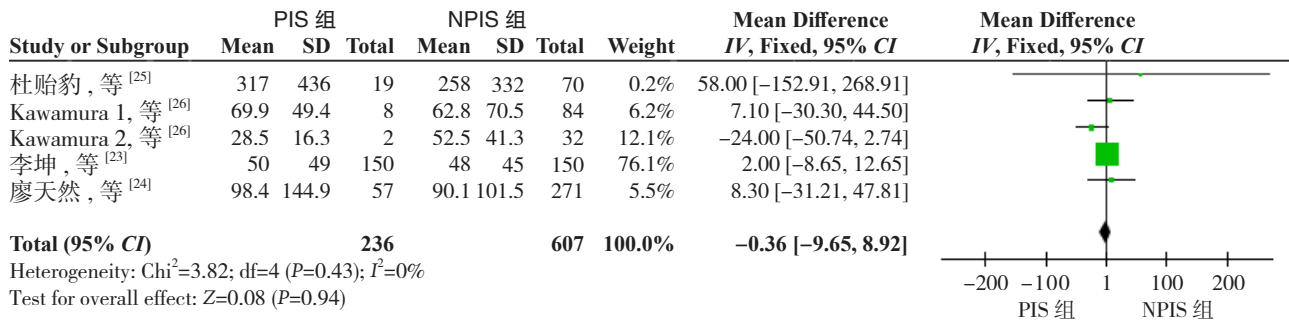 PIS 组 NPIS 组 Mean Difference Mean Difference
Study or Subgroup Mean SD Total Mean SD Total Weight IV, Fixed, 95% CI IV, Fixed, 95% CI
杜贻豹 , 等 [25] 317 436 19 258 332 70 0.2% 58.00 [−152.91, 268.91]
Kawamura 1, 等 [26] 69.9 49.4 8 62.8 70.5 84 6.2% 7.10 [−30.30, 44.50]
Kawamura 2, 等 [26] 28.5 16.3 2 52.5 41.3 32 12.1% −24.00 [−50.74, 2.74]
李坤 , 等 [23] 50 49 150 48 45 150 76.1% 2.00 [−8.65, 12.65]
廖天然 , 等 [24] 98.4 144.9 57 90.1 101.5 271 5.5% 8.30 [−31.21, 47.81]
Total (95% CI) 236 607 100.0% −0.36 [−9.65, 8.92]
Heterogeneity: Chi2=3.82; df=4 (P=0.43); I2=0%
Test for overall effect: Z=0.08 (P=0.94)
−200 −100 1 100 200
PIS 组 NPIS 组